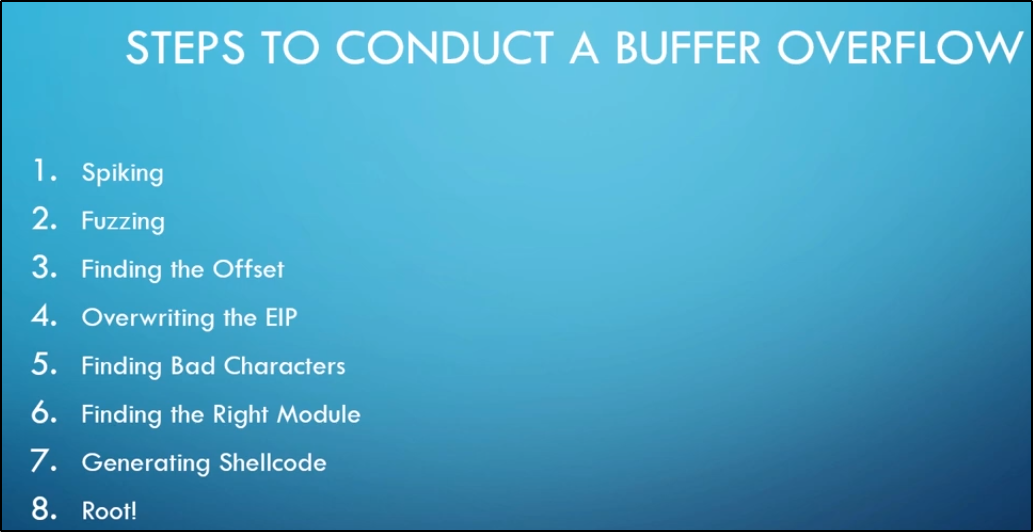 STEPS TO CONDUCT A BUFFER OVERFLOW
1. Spiking
2. Fuzzing
3. Finding the Offset
4. Overwriting the EIP
5. Finding Bad Characters
6. Finding the Right Module
7. Generating Shellcode
8. Root!